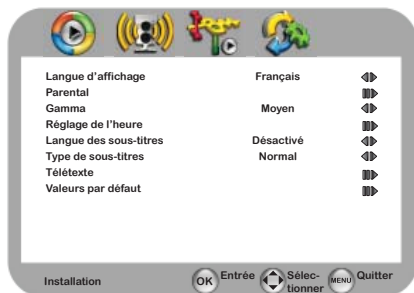 Langue d'affichage Français
Parental
Gamma Moyen
Réglage de l'heure
Langue des sous-titres Désactivé
Type de sous-titres Normal
Télétexte
Valeurs par défaut
Installation OK Entrée Sélec-
tionner MENU Quitter